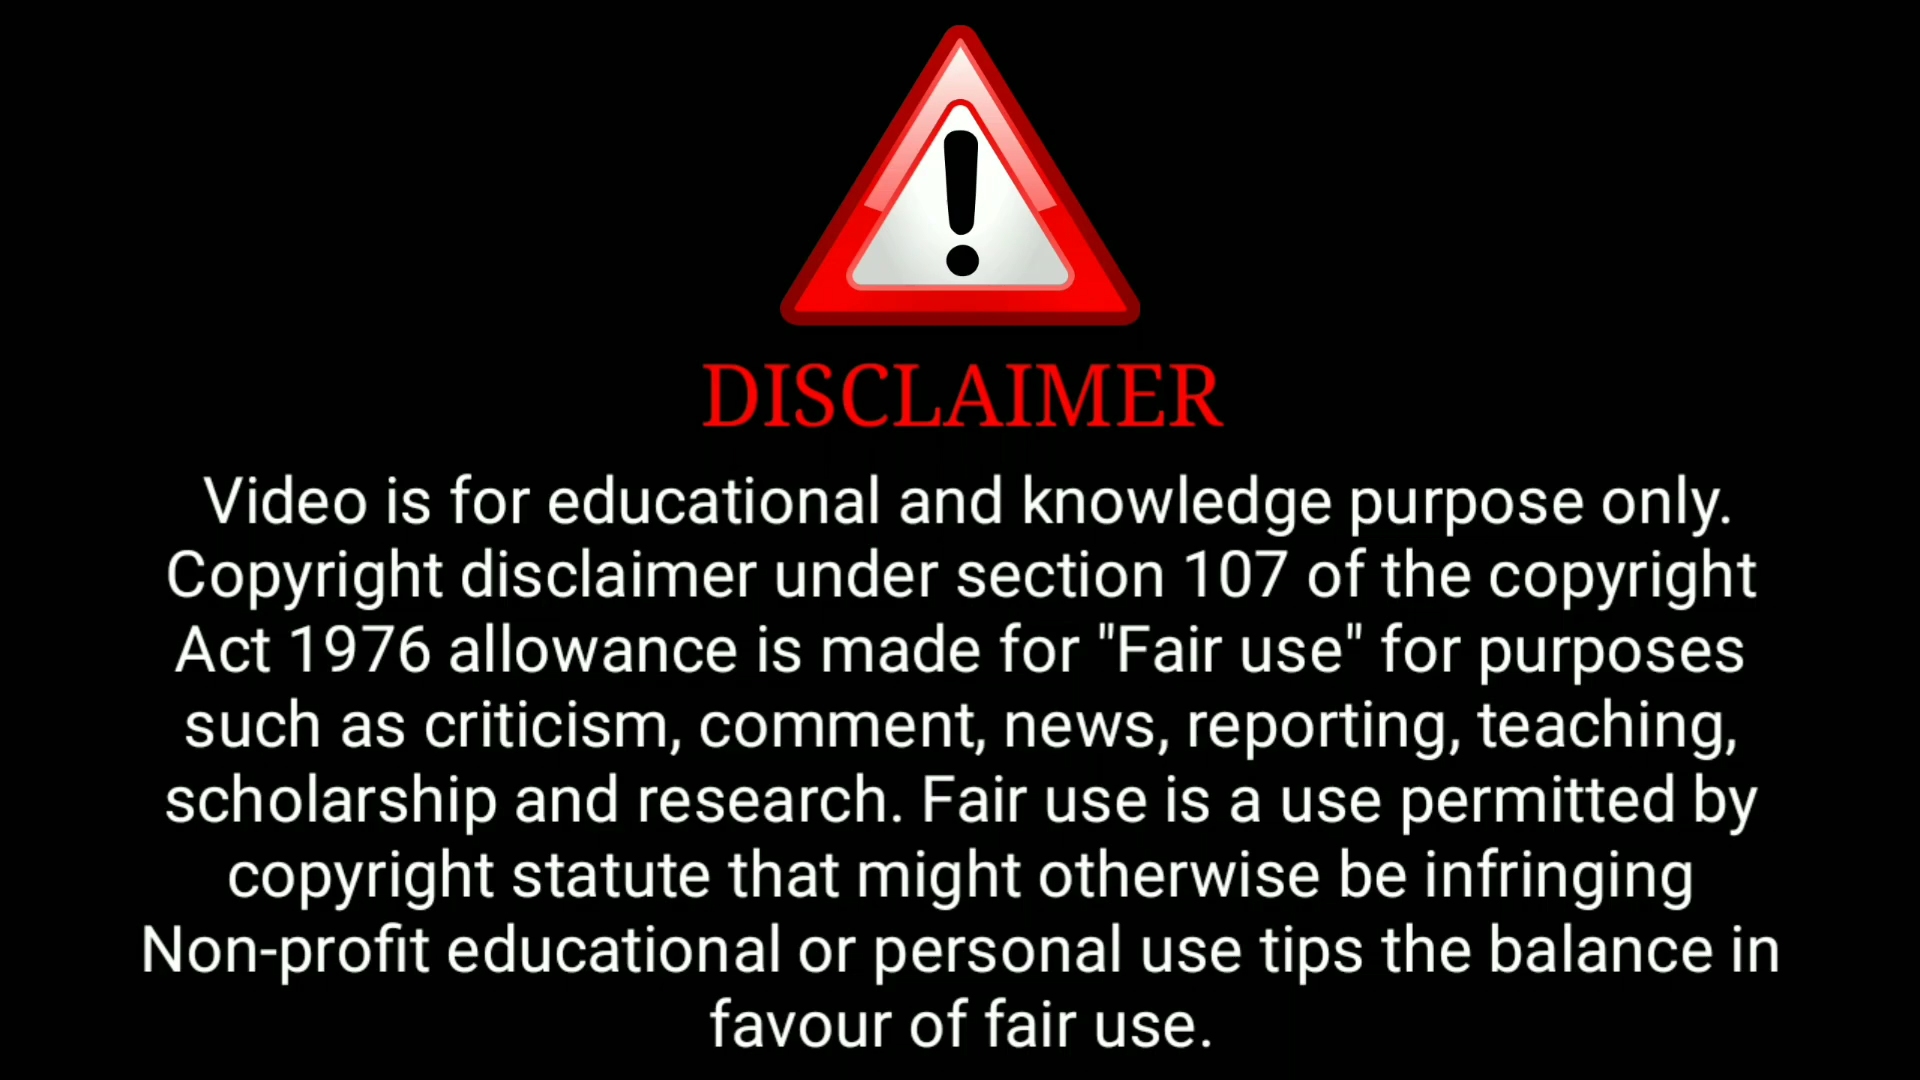 DISCLAIMER
Video is for educational and knowledge purpose only.
Copyright disclaimer under section 107 of the copyright
Act 1976 allowance is made for "Fair use" for purposes
such as criticism, comment, news, reporting, teaching,
scholarship and research. Fair use is a use permitted by
copyright statute that might otherwise be infringing
Non-profit educational or personal use tips the balance in
favour of fair use.